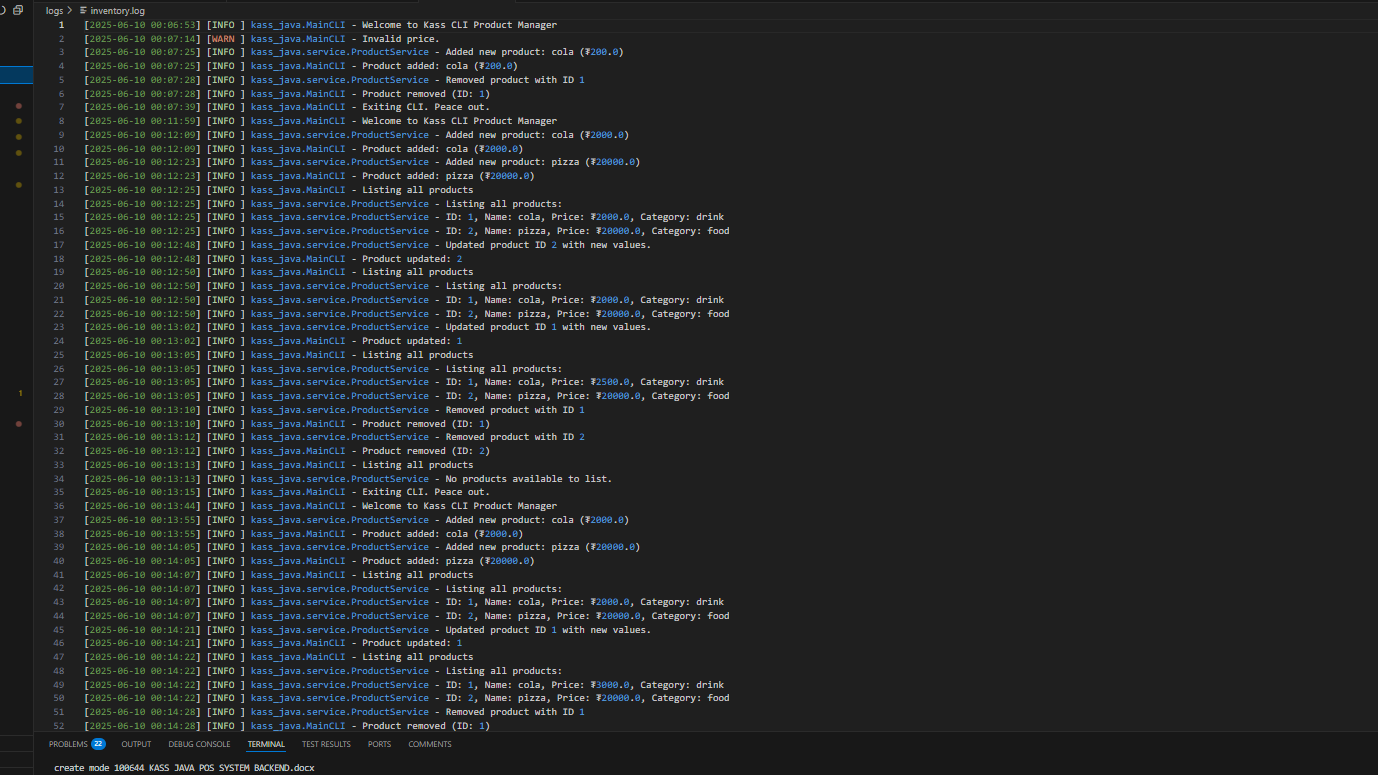 logs > inventory.log
1 [2025-06-10 00:06:53] [INFO ] kass_java.MainCLI - Welcome to Kass CLI Product Manager
2 [2025-06-10 00:07:14] [WARN ] kass_java.MainCLI - Invalid price.
3 [2025-06-10 00:07:25] [INFO ] kass_java.service.ProductService - Added new product: cola (₮200.0)
4 [2025-06-10 00:07:25] [INFO ] kass_java.MainCLI - Product added: cola (₮200.0)
5 [2025-06-10 00:07:28] [INFO ] kass_java.service.ProductService - Removed product with ID 1
6 [2025-06-10 00:07:28] [INFO ] kass_java.MainCLI - Product removed (ID: 1)
7 [2025-06-10 00:07:39] [INFO ] kass_java.MainCLI - Exiting CLI. Peace out.
8 [2025-06-10 00:11:59] [INFO ] kass_java.MainCLI - Welcome to Kass CLI Product Manager
9 [2025-06-10 00:12:09] [INFO ] kass_java.service.ProductService - Added new product: cola (₮2000.0)
10 [2025-06-10 00:12:09] [INFO ] kass_java.MainCLI - Product added: cola (₮2000.0)
11 [2025-06-10 00:12:23] [INFO ] kass_java.service.ProductService - Added new product: pizza (₮20000.0)
12 [2025-06-10 00:12:23] [INFO ] kass_java.MainCLI - Product added: pizza (₮20000.0)
13 [2025-06-10 00:12:25] [INFO ] kass_java.MainCLI - Listing all products
14 [2025-06-10 00:12:25] [INFO ] kass_java.service.ProductService - Listing all products:
15 [2025-06-10 00:12:25] [INFO ] kass_java.service.ProductService - ID: 1, Name: cola, Price: ₮2000.0, Category: drink
16 [2025-06-10 00:12:25] [INFO ] kass_java.service.ProductService - ID: 2, Name: pizza, Price: ₮20000.0, Category: food
17 [2025-06-10 00:12:48] [INFO ] kass_java.service.ProductService - Updated product ID 2 with new values.
18 [2025-06-10 00:12:48] [INFO ] kass_java.MainCLI - Product updated: 2
19 [2025-06-10 00:12:50] [INFO ] kass_java.MainCLI - Listing all products
20 [2025-06-10 00:12:50] [INFO ] kass_java.service.ProductService - Listing all products:
21 [2025-06-10 00:12:50] [INFO ] kass_java.service.ProductService - ID: 1, Name: cola, Price: ₮2000.0, Category: drink
22 [2025-06-10 00:12:50] [INFO ] kass_java.service.ProductService - ID: 2, Name: pizza, Price: ₮20000.0, Category: food
23 [2025-06-10 00:13:02] [INFO ] kass_java.service.ProductService - Updated product ID 1 with new values.
24 [2025-06-10 00:13:02] [INFO ] kass_java.MainCLI - Product updated: 1
25 [2025-06-10 00:13:05] [INFO ] kass_java.MainCLI - Listing all products
26 [2025-06-10 00:13:05] [INFO ] kass_java.service.ProductService - Listing all products:
27 [2025-06-10 00:13:05] [INFO ] kass_java.service.ProductService - ID: 1, Name: cola, Price: ₮2500.0, Category: drink
28 [2025-06-10 00:13:05] [INFO ] kass_java.service.ProductService - ID: 2, Name: pizza, Price: ₮20000.0, Category: food
29 [2025-06-10 00:13:10] [INFO ] kass_java.service.ProductService - Removed product with ID 1
30 [2025-06-10 00:13:10] [INFO ] kass_java.MainCLI - Product removed (ID: 1)
31 [2025-06-10 00:13:12] [INFO ] kass_java.service.ProductService - Removed product with ID 2
32 [2025-06-10 00:13:12] [INFO ] kass_java.MainCLI - Product removed (ID: 2)
33 [2025-06-10 00:13:13] [INFO ] kass_java.MainCLI - Listing all products
34 [2025-06-10 00:13:13] [INFO ] kass_java.service.ProductService - No products available to list.
35 [2025-06-10 00:13:15] [INFO ] kass_java.MainCLI - Exiting CLI. Peace out.
36 [2025-06-10 00:13:44] [INFO ] kass_java.MainCLI - Welcome to Kass CLI Product Manager
37 [2025-06-10 00:13:55] [INFO ] kass_java.service.ProductService - Added new product: cola (₮2000.0)
38 [2025-06-10 00:13:55] [INFO ] kass_java.MainCLI - Product added: cola (₮2000.0)
39 [2025-06-10 00:14:05] [INFO ] kass_java.service.ProductService - Added new product: pizza (₮20000.0)
40 [2025-06-10 00:14:05] [INFO ] kass_java.MainCLI - Product added: pizza (₮20000.0)
41 [2025-06-10 00:14:07] [INFO ] kass_java.MainCLI - Listing all products
42 [2025-06-10 00:14:07] [INFO ] kass_java.service.ProductService - Listing all products:
43 [2025-06-10 00:14:07] [INFO ] kass_java.service.ProductService - ID: 1, Name: cola, Price: ₮2000.0, Category: drink
44 [2025-06-10 00:14:07] [INFO ] kass_java.service.ProductService - ID: 2, Name: pizza, Price: ₮20000.0, Category: food
45 [2025-06-10 00:14:21] [INFO ] kass_java.service.ProductService - Updated product ID 1 with new values.
46 [2025-06-10 00:14:21] [INFO ] kass_java.MainCLI - Product updated: 1
47 [2025-06-10 00:14:22] [INFO ] kass_java.MainCLI - Listing all products
48 [2025-06-10 00:14:22] [INFO ] kass_java.service.ProductService - Listing all products:
49 [2025-06-10 00:14:22] [INFO ] kass_java.service.ProductService - ID: 1, Name: cola, Price: ₮3000.0, Category: drink
50 [2025-06-10 00:14:22] [INFO ] kass_java.service.ProductService - ID: 2, Name: pizza, Price: ₮20000.0, Category: food
51 [2025-06-10 00:14:28] [INFO ] kass_java.service.ProductService - Removed product with ID 1
52 [2025-06-10 00:14:28] [INFO ] kass_java.MainCLI - Product removed (ID: 1)
1
PROBLEMS 22 OUTPUT DEBUG CONSOLE TERMINAL TEST RESULTS PORTS COMMENTS
create mode 100644 KASS JAVA POS SYSTEM BACKEND.docx